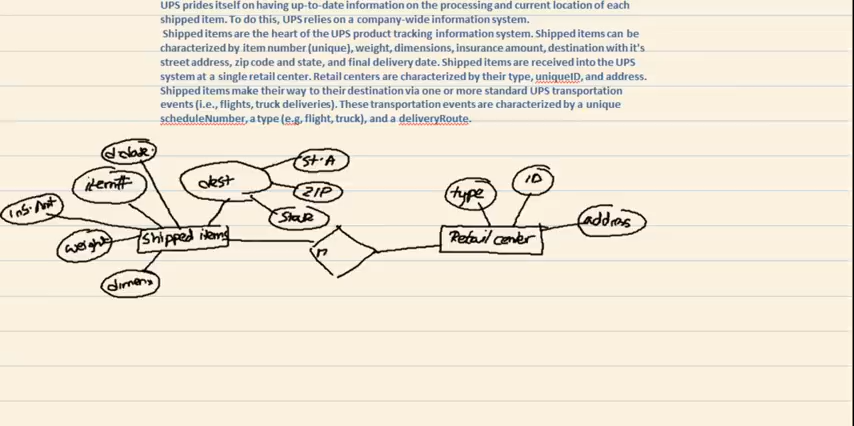 UPS prides itself on having up-to-date information on the processing and current location of each
shipped item. To do this, UPS relies on a company-wide information system.
Shipped items are the heart of the UPS product tracking information system. Shipped items can be
characterized by item number (unique), weight, dimensions, insurance amount, destination with it's
street address, zip code and state, and final delivery date. Shipped items are received into the UPS
system at a single retail center. Retail centers are characterized by their type, uniqueID, and address.
Shipped items make their way to their destination via one or more standard UPS transportation
events (i.e., flights, truck deliveries). These transportation events are characterized by a unique
scheduleNumber, a type (e.g, flight, truck), and a deliveryRoute.
d date
item#
dest
St.A
ZIP
State
ins.Amt
weight
Shipped items
dimens
type
ID
address
Retail center